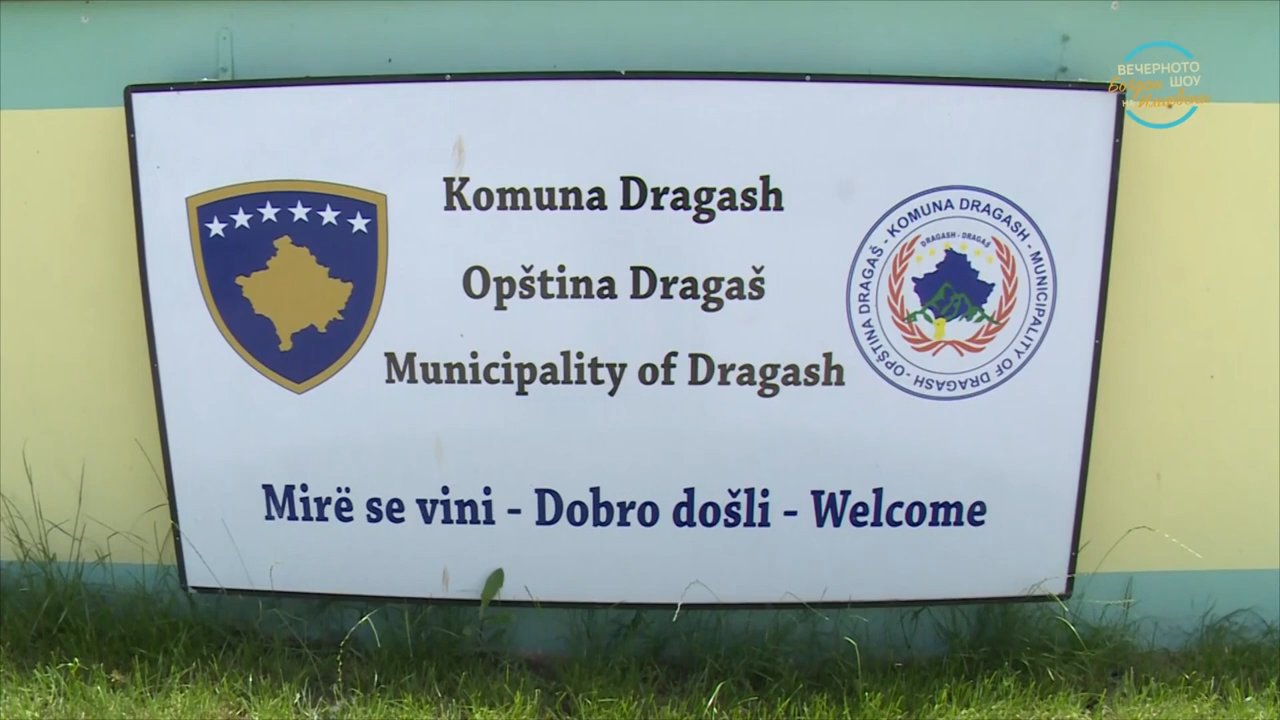 Komuna Dragash
Opština Dragaš
Municipality of Dragash
Mirë se vini - Dobro došli - Welcome
OPŠTINA DRAGAŠ - KOMUNA DRAGASH - MUNICIPALITY OF DRAGASH -
DRAGASH - DRAGAŠ
ВЕЧЕРНОТО
ШОУ
НА